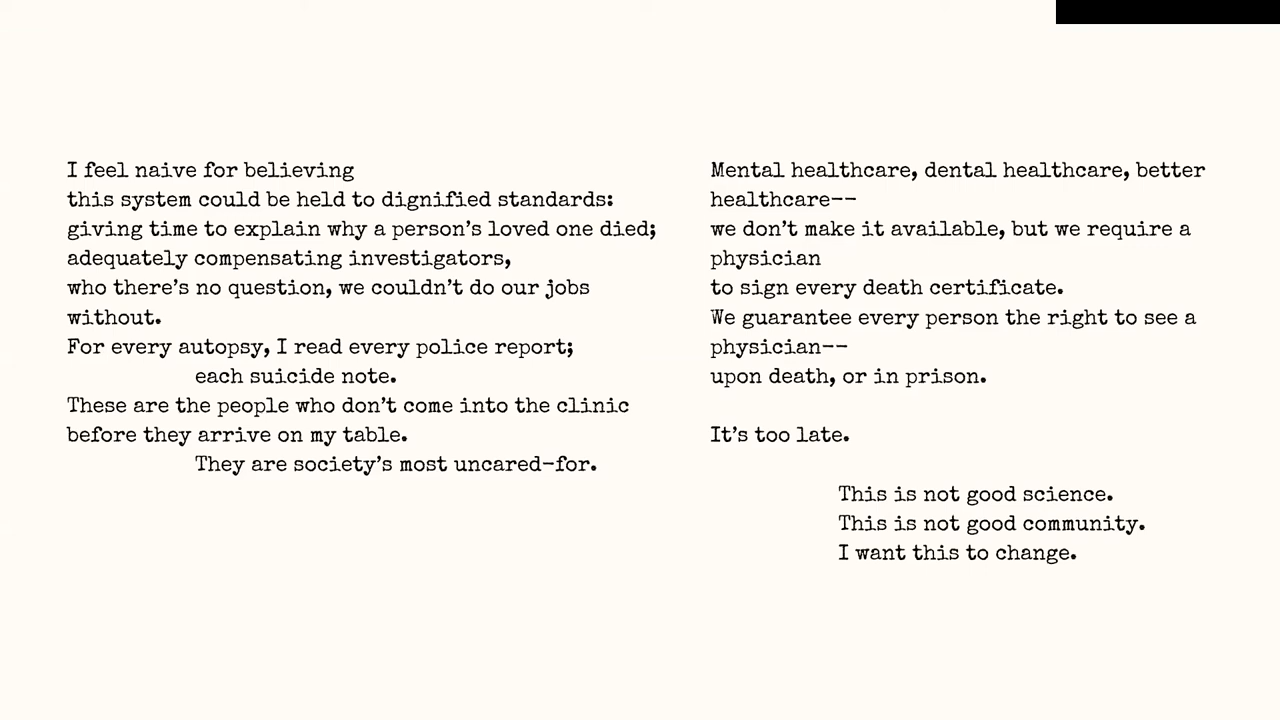 I feel naive for believing
this system could be held to dignified standards:
giving time to explain why a person's loved one died;
adequately compensating investigators,
who there's no question, we couldn't do our jobs
without.
For every autopsy, I read every police report;
each suicide note.
These are the people who don't come into the clinic
before they arrive on my table.
They are society's most uncared-for.
Mental healthcare, dental healthcare, better
healthcare--
we don't make it available, but we require a
physician
to sign every death certificate.
We guarantee every person the right to see a
physician--
upon death, or in prison.
It's too late.
This is not good science.
This is not good community.
I want this to change.